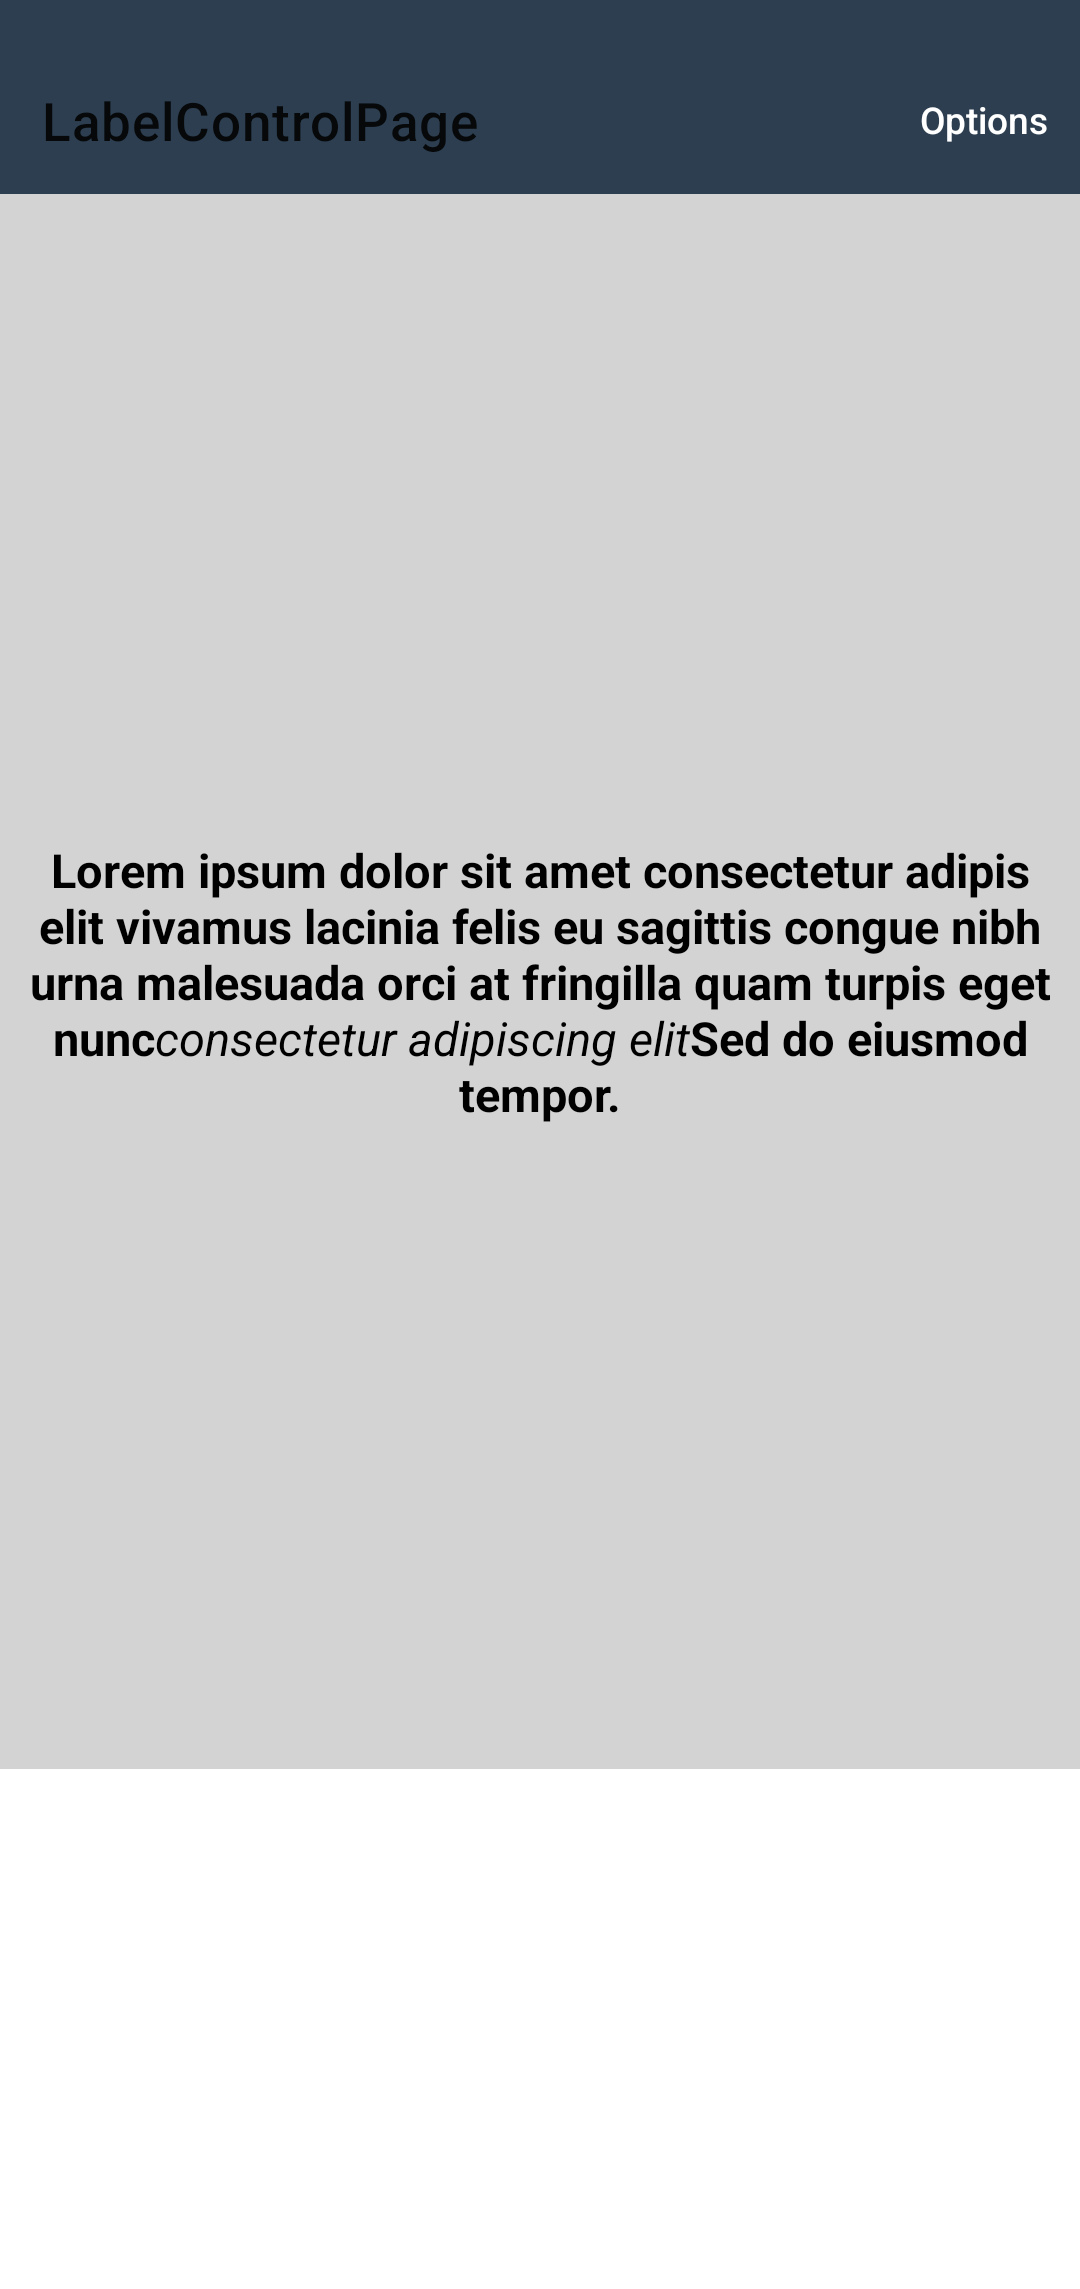 LabelControlPage
Options
Lorem ipsum dolor sit amet consectetur adipis
elit vivamus lacinia felis eu sagittis congue nibh
urna malesuada orci at fringilla quam turpis eget
nuncconsectetur adipiscing elitSed do eiusmod
tempor.